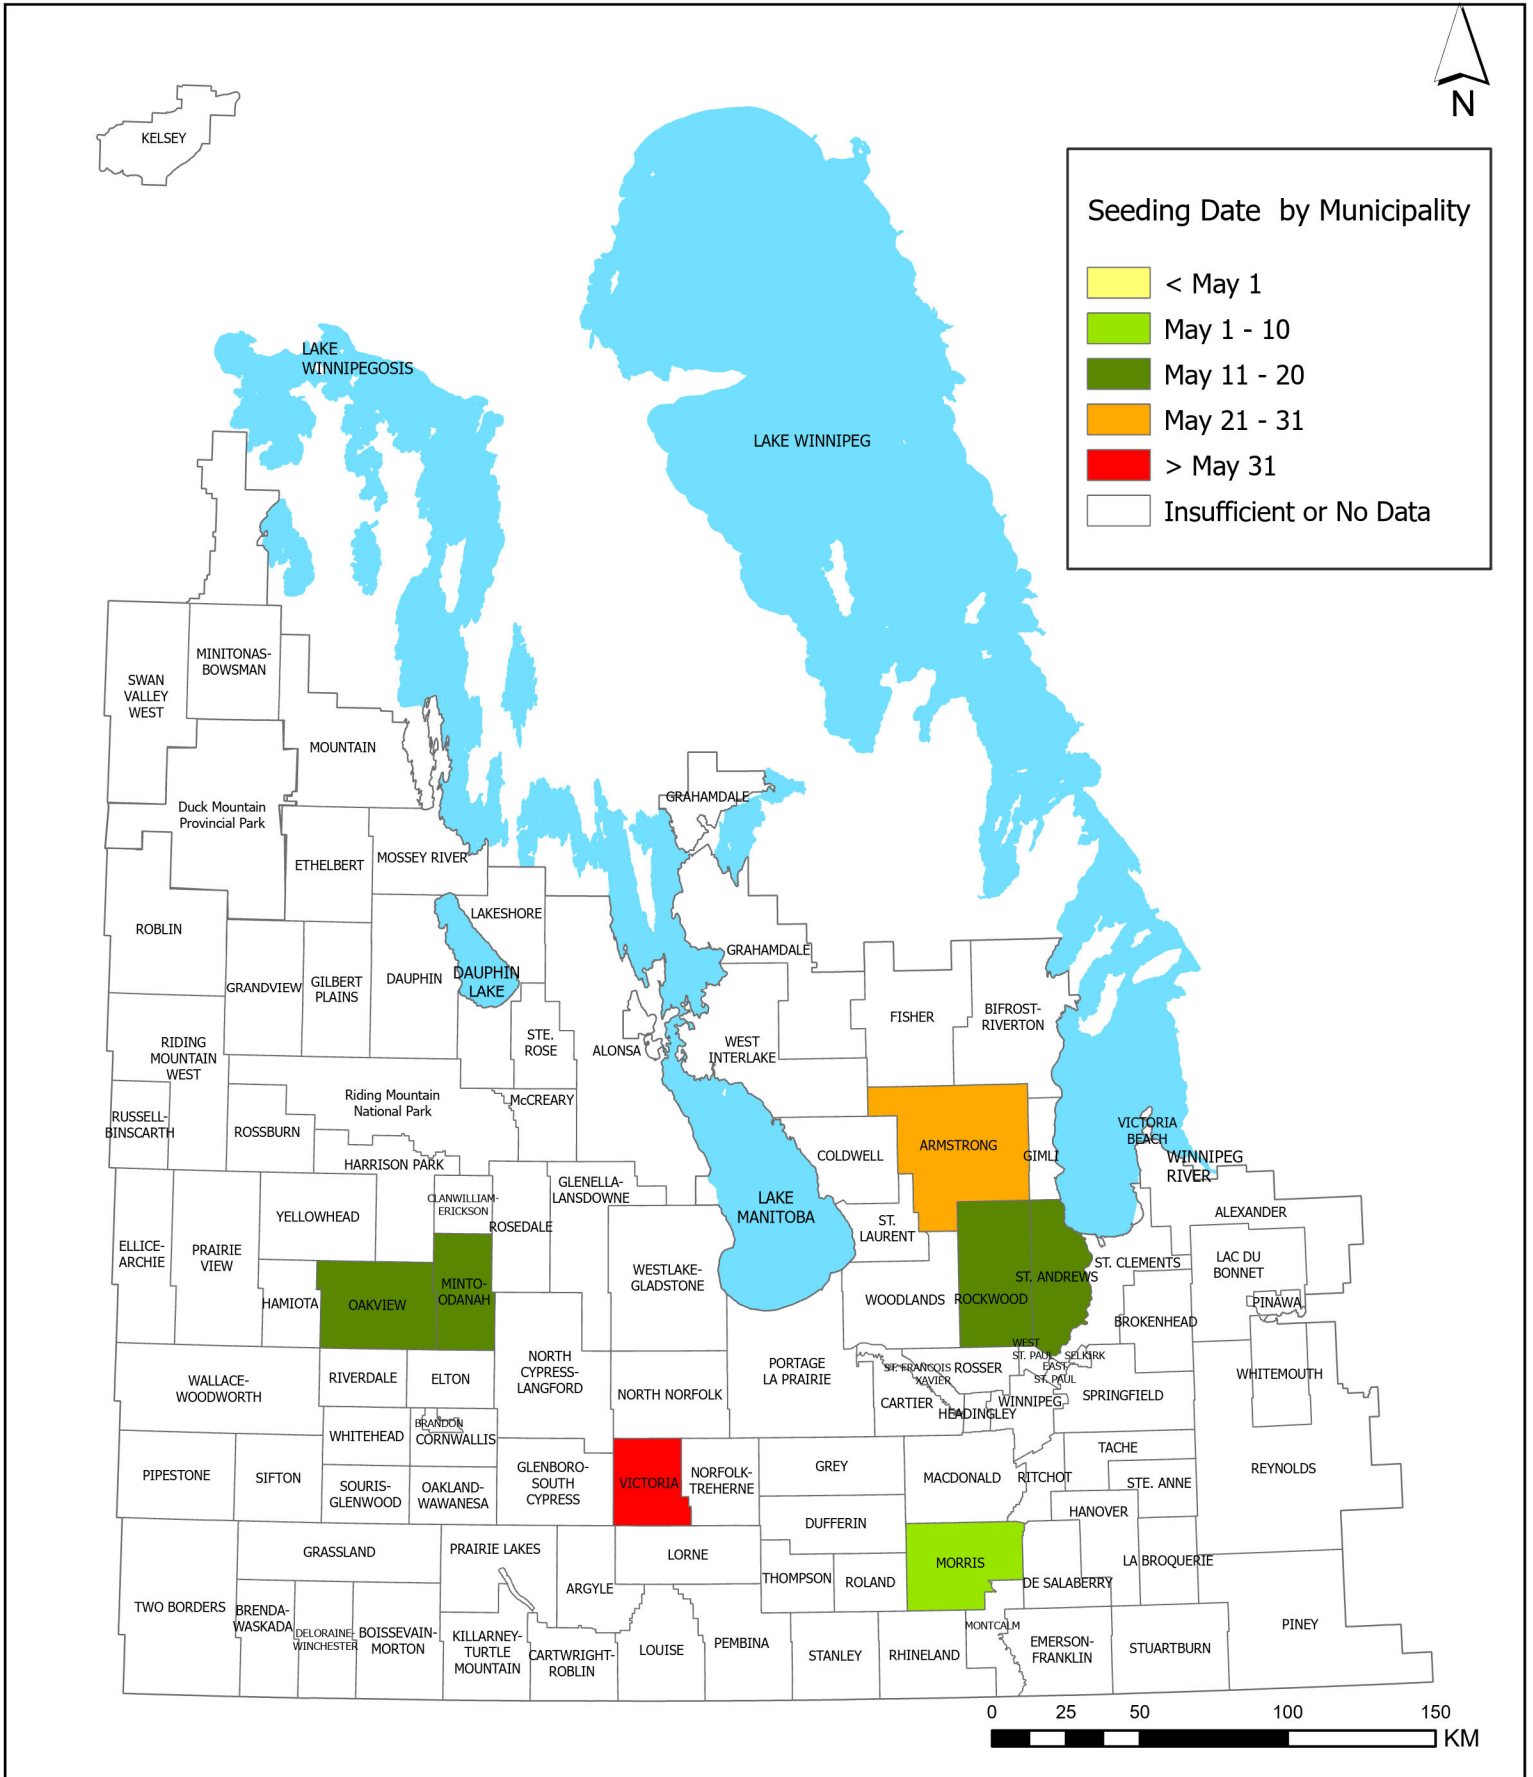 N
KELSEY
Seeding Date by Municipality
< May 1
May 1 - 10
May 11 - 20
May 21 - 31
> May 31
Insufficient or No Data
LAKE
WINNIPEGOSIS
LAKE WINNIPEG
MINITONAS-
BOWSMAN
SWAN
VALLEY
WEST
MOUNTAIN
Duck Mountain
Provincial Park
GRAHAMDALE
ETHELBERT
MOSSEY RIVER
LAKESHORE
ROBLIN
GRAHAMDALE
GRANDVIEW
GILBERT
PLAINS
DAUPHIN
DAUPHIN
LAKE
FISHER
BIFROST-
RIVERTON
RIDING
MOUNTAIN
WEST
STE.
ROSE
ALONSA
WEST
INTERLAKE
Riding Mountain
National Park
McCREARY
RUSSELL-
BINSCARTH
ROSSBURN
HARRISON PARK
COLDWELL
ARMSTRONG
GIMLI
VICTORIA
BEACH
WINNIPEG
RIVER
CLANWILLIAM-
ERICKSON
GLENELLA-
LANSDOWNE
LAKE
MANITOBA
YELLOWHEAD
ROSEDALE
ST.
LAURENT
ALEXANDER
ELLICE-
ARCHIE
PRAIRIE
VIEW
WESTLAKE-
GLADSTONE
ST. CLEMENTS
LAC DU
BONNET
HAMIOTA
OAKVIEW
MINTO-
ODANAH
WOODLANDS
ROCKWOOD
ST. ANDREWS
PINAWA
BROKENHEAD
WALLACE-
WOODWORTH
RIVERDALE
ELTON
NORTH
CYPRESS-
LANGFORD
NORTH NORFOLK
PORTAGE
LA PRAIRIE
ST. FRANCOIS
XAVIER
ROSSER
WEST
ST. PAUL
SELKIRK
EAST
ST. PAUL
WHITEMOUTH
CARTIER
HEADINGLEY
WINNIPEG
SPRINGFIELD
WHITEHEAD
BRANDON
CORNWALLIS
TACHE
PIPESTONE
SIFTON
SOURIS-
GLENWOOD
OAKLAND-
WAWANESA
GLENBORO-
SOUTH
CYPRESS
VICTORIA
NORFOLK-
TREHERNE
GREY
MACDONALD
RITCHOT
STE. ANNE
REYNOLDS
DUFFERIN
HANOVER
GRASSLAND
PRAIRIE LAKES
ARGYLE
LORNE
THOMPSON
ROLAND
MORRIS
DE SALABERRY
LA BROQUERIE
TWO BORDERS
BRENDA-
WASKADA
DELORAINE-
WINCHESTER
BOISSEVAIN-
MORTON
KILLARNEY-
TURTLE
MOUNTAIN
CARTWRIGHT-
ROBLIN
LOUISE
PEMBINA
STANLEY
RHINELAND
MONTCALM
EMERSON-
FRANKLIN
STUARTBURN
PINEY
0 25 50 100 150
KM